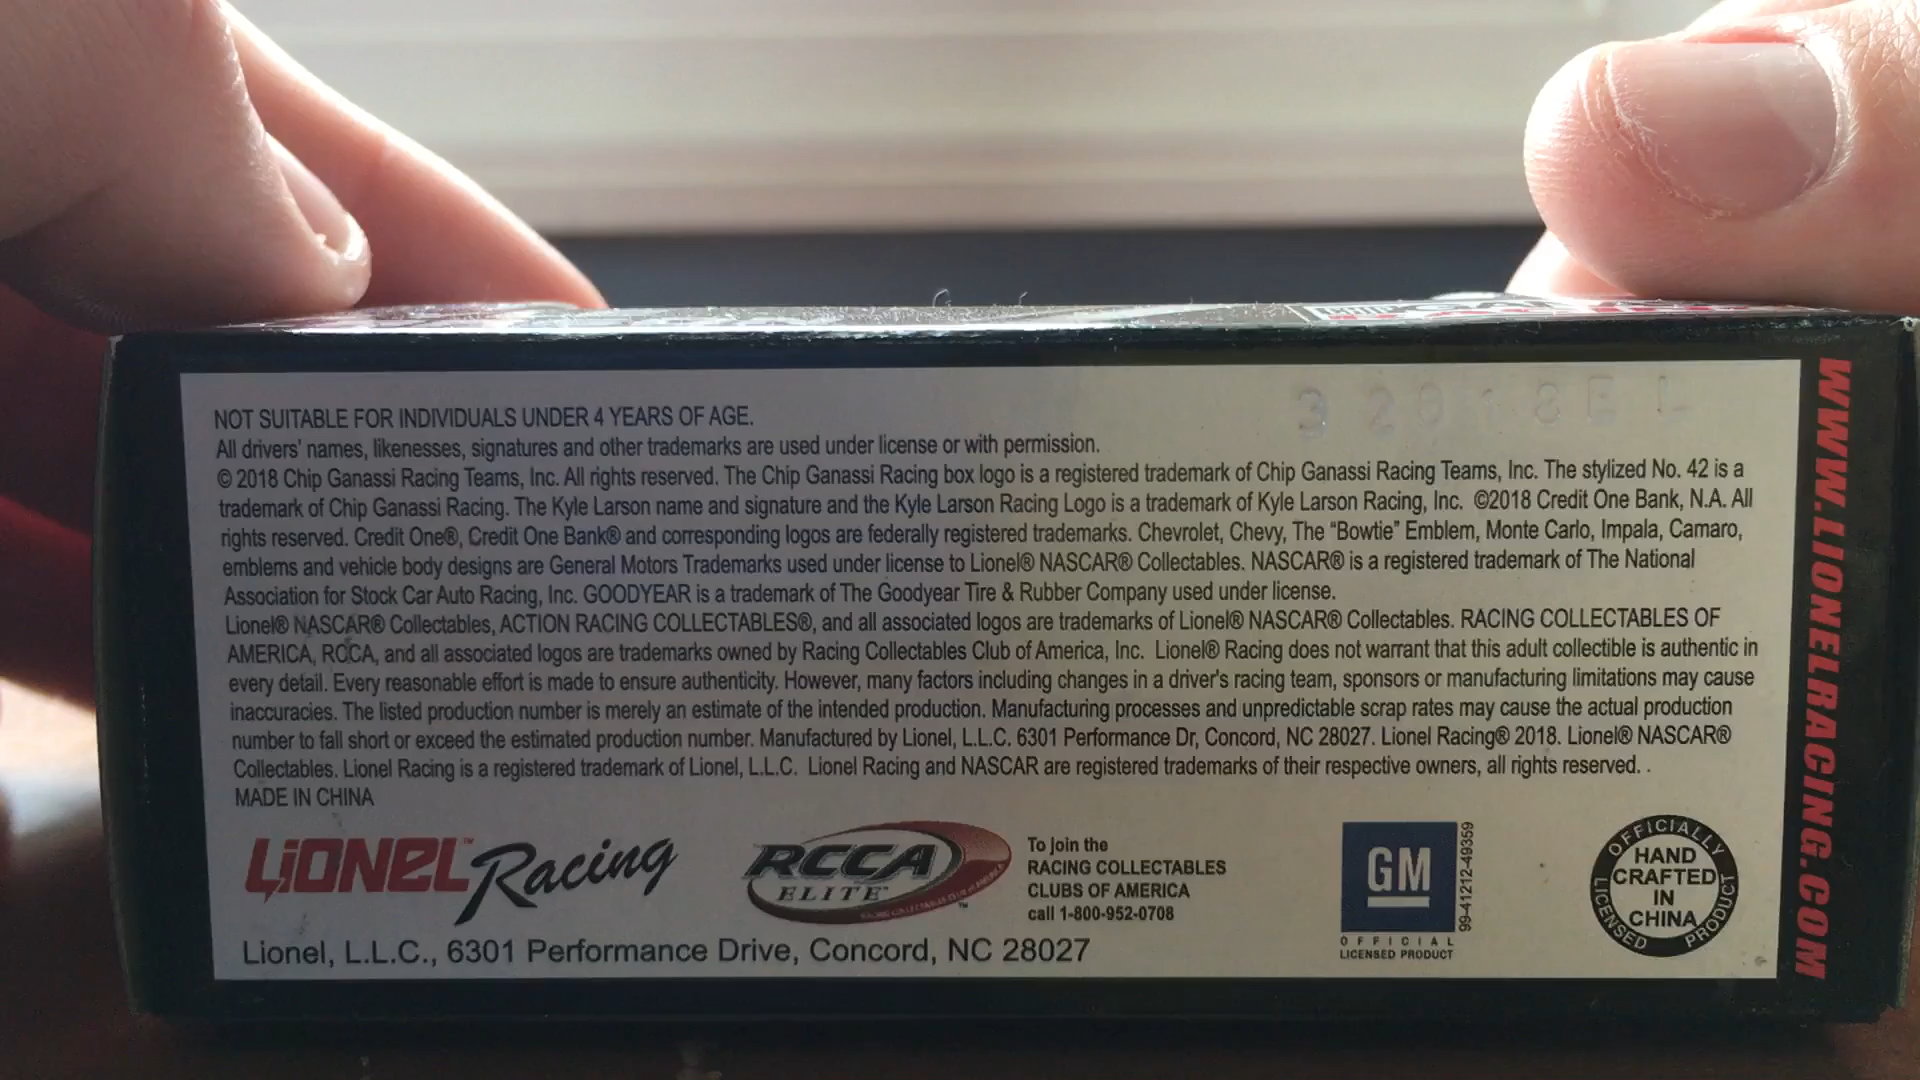 NOT SUITABLE FOR INDIVIDUALS UNDER 4 YEARS OF AGE.
All drivers' names, likenesses, signatures and other trademarks are used under license or with permission.
© 2018 Chip Ganassi Racing Teams, Inc. All rights reserved. The Chip Ganassi Racing box logo is a registered trademark of Chip Ganassi Racing Teams, Inc. The stylized No. 42 is a
trademark of Chip Ganassi Racing. The Kyle Larson name and signature and the Kyle Larson Racing Logo is a trademark of Kyle Larson Racing, Inc. ©2018 Credit One Bank, N.A. All
rights reserved. Credit One®, Credit One Bank® and corresponding logos are federally registered trademarks. Chevrolet, Chevy, The “Bowtie” Emblem, Monte Carlo, Impala, Camaro,
emblems and vehicle body designs are General Motors Trademarks used under license to Lionel® NASCAR® Collectables. NASCAR® is a registered trademark of The National
Association for Stock Car Auto Racing, Inc. GOODYEAR is a trademark of The Goodyear Tire & Rubber Company used under license.
Lionel® NASCAR® Collectables, ACTION RACING COLLECTABLES®, and all associated logos are trademarks of Lionel® NASCAR® Collectables. RACING COLLECTABLES OF
AMERICA, RCCA, and all associated logos are trademarks owned by Racing Collectables Club of America, Inc. Lionel® Racing does not warrant that this adult collectible is authentic in
every detail. Every reasonable effort is made to ensure authenticity. However, many factors including changes in a driver's racing team, sponsors or manufacturing limitations may cause
inaccuracies. The listed production number is merely an estimate of the intended production. Manufacturing processes and unpredictable scrap rates may cause the actual production
number to fall short or exceed the estimated production number. Manufactured by Lionel, L.L.C. 6301 Performance Dr, Concord, NC 28027. Lionel Racing® 2018. Lionel® NASCAR®
Collectables. Lionel Racing is a registered trademark of Lionel, L.L.C. Lionel Racing and NASCAR are registered trademarks of their respective owners, all rights reserved. .
MADE IN CHINA
LIONEL™ Racing
RCCA
ELITE™
To join the
RACING COLLECTABLES
CLUBS OF AMERICA
call 1-800-952-0708
GM
OFFICIAL
LICENSED PRODUCT
99-41212-49359
OFFICIALLY
LICENSED PRODUCT
HAND
CRAFTED
IN
CHINA
Lionel, L.L.C., 6301 Performance Drive, Concord, NC 28027
WWW.LIONELRACING.COM